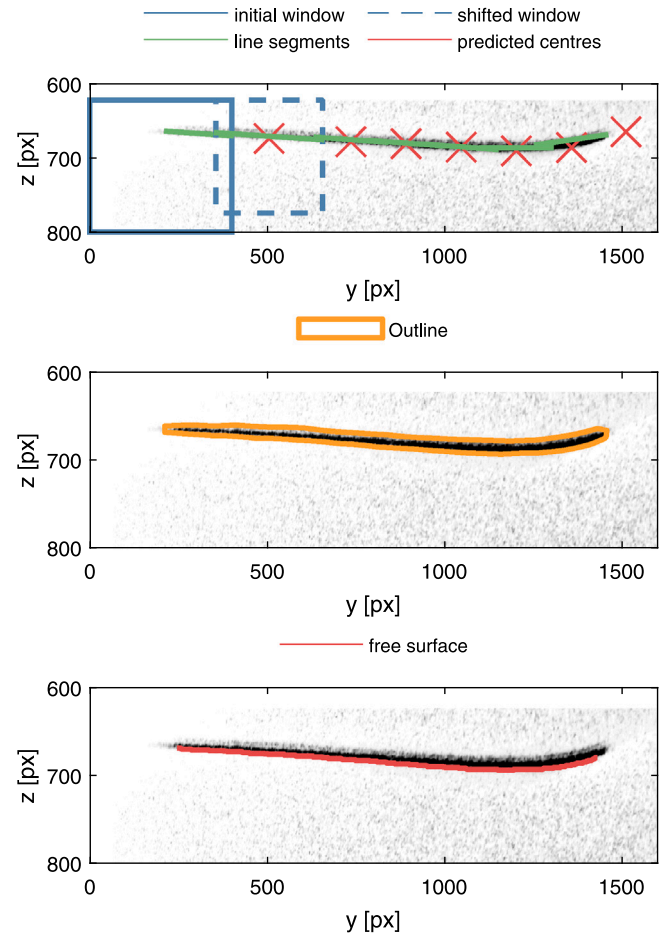 initial window
shifted window
line segments
predicted centres
600
700
800
z [px]
0
500
1000
1500
y [px]
Outline
600
700
800
z [px]
0
500
1000
1500
y [px]
free surface
600
700
800
z [px]
0
500
1000
1500
y [px]